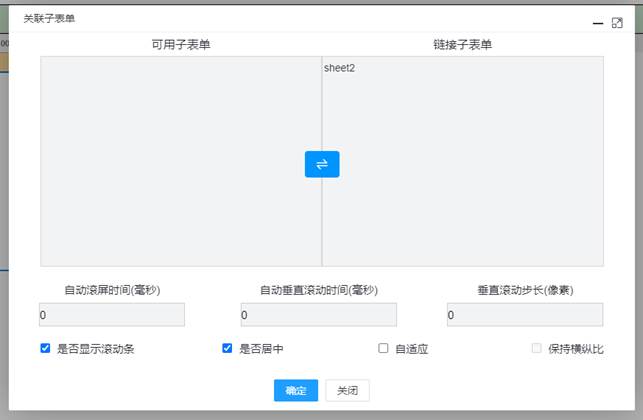 关联子表单
00
可用子表单 链接子表单
sheet2
自动滚屏时间(毫秒) 自动垂直滚动时间(毫秒) 垂直滚动步长(像素)
0 0 0
是否显示滚动条 是否居中 自适应 保持横纵比
确定 关闭